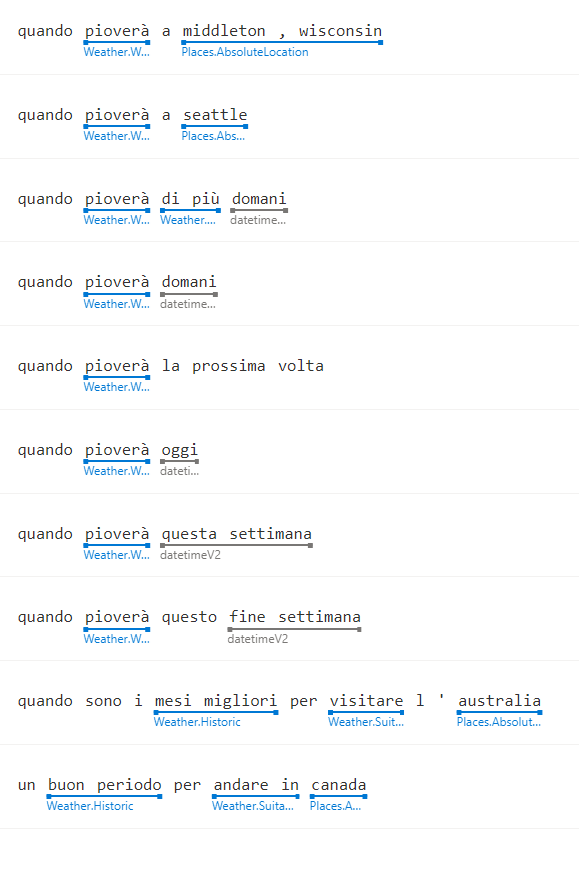 quando pioverà a middleton , wisconsin
Weather.W... Places.AbsoluteLocation
quando pioverà a seattle
Weather.W... Places.Abs...
quando pioverà di più domani
Weather.W... Weather.... datetime...
quando pioverà domani
Weather.W... datetime...
quando pioverà la prossima volta
Weather.W...
quando pioverà oggi
Weather.W... dateti...
quando pioverà questa settimana
Weather.W... datetimeV2
quando pioverà questo fine settimana
Weather.W... datetimeV2
quando sono i mesi migliori per visitare l ' australia
Weather.Historic Weather.Suit... Places.Absolut...
un buon periodo per andare in canada
Weather.Historic Weather.Suita... Places.A...